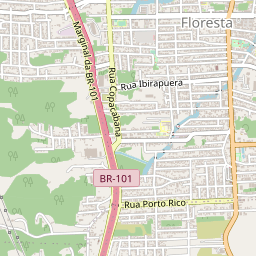 Floresta
Marginal da BR-101
Rua Ibirapuera
Rua Copacabana
BR-101
Rua Porto Rico